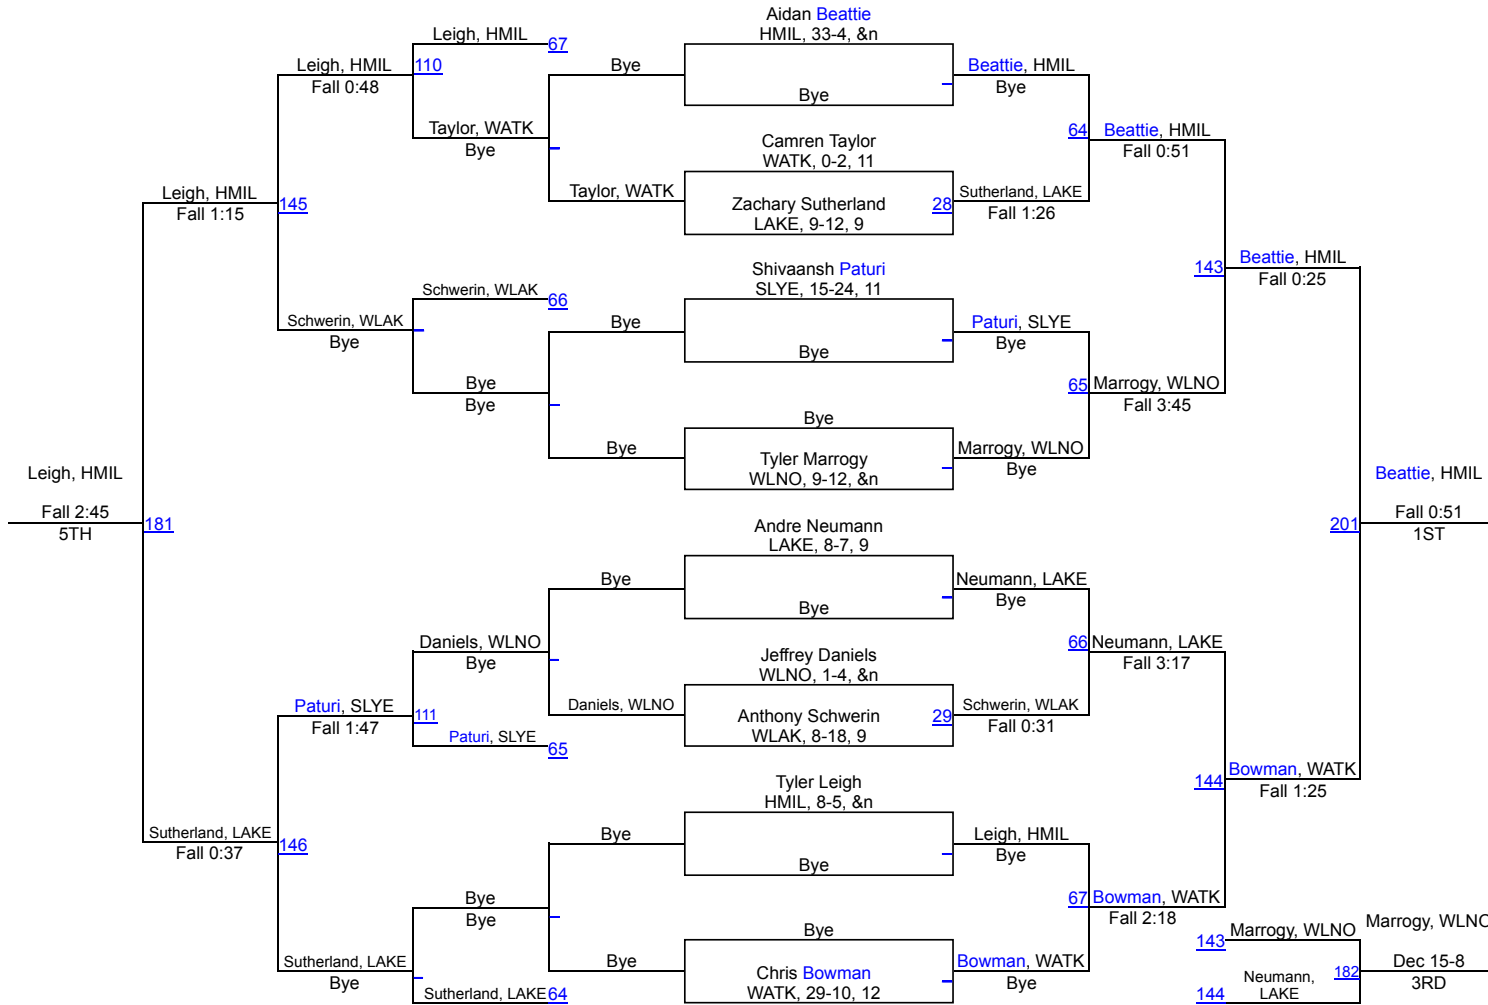 Aidan Beattie
HMIL, 33-4, &n
Leigh, HMIL
67
Leigh, HMIL
Fall 0:48
110
Bye
Bye
Beattie, HMIL
Bye
Taylor, WATK
Bye
Camren Taylor
WATK, 0-2, 11
64
Beattie, HMIL
Fall 0:51
Leigh, HMIL
Fall 1:15
145
Taylor, WATK
Zachary Sutherland
LAKE, 9-12, 9
28
Sutherland, LAKE
Fall 1:26
Shivaansh Paturi
SLYE, 15-24, 11
143
Beattie, HMIL
Fall 0:25
Schwerin, WLAK
66
Schwerin, WLAK
Bye
Bye
Bye
Paturi, SLYE
Bye
Bye
Bye
65
Marrogy, WLNO
Fall 3:45
Bye
Bye
Tyler Marrogy
WLNO, 9-12, &n
Marrogy, WLNO
Bye
Leigh, HMIL
Fall 2:45
5TH
181
Beattie, HMIL
201
Fall 0:51
1ST
Andre Neumann
LAKE, 8-7, 9
Bye
Bye
Neumann, LAKE
Bye
Daniels, WLNO
Bye
Jeffrey Daniels
WLNO, 1-4, &n
66
Neumann, LAKE
Fall 3:17
Paturi, SLYE
Fall 1:47
111
Daniels, WLNO
Anthony Schwerin
WLAK, 8-18, 9
29
Schwerin, WLAK
Fall 0:31
Paturi, SLYE
65
Tyler Leigh
HMIL, 8-5, &n
144
Bowman, WATK
Fall 1:25
Sutherland, LAKE
Fall 0:37
146
Bye
Bye
Leigh, HMIL
Bye
Bye
Bye
67
Bowman, WATK
Fall 2:18
Bye
Sutherland, LAKE
Bye
Bye
Chris Bowman
WATK, 29-10, 12
Bowman, WATK
Bye
Sutherland, LAKE
64
143
Marrogy, WLNO
Marrogy, WLNO
144
Neumann,
LAKE
182
Dec 15-8
3RD